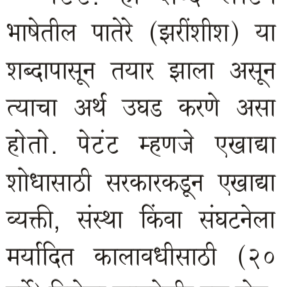 भाषेतील पातेरे (झरींशीश) या
शब्दापासून तयार झाला असून
त्याचा अर्थ उघड करणे असा
होतो. पेटंट म्हणजे एखाद्या
शोधासाठी सरकारकडून एखाद्या
व्यक्ती, संस्था किंवा संघटनेला
मर्यादित कालावधीसाठी (२०